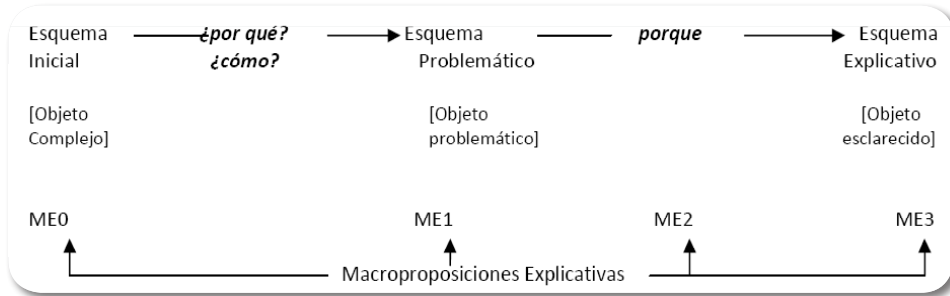 Esquema ¿por qué? Esquema porque Esquema
Inicial ¿cómo? Problemático Explicativo
[Objeto [Objeto [Objeto
Complejo] problemático] esclarecido]
ME0 ME1 ME2 ME3
Macroproposiciones Explicativas